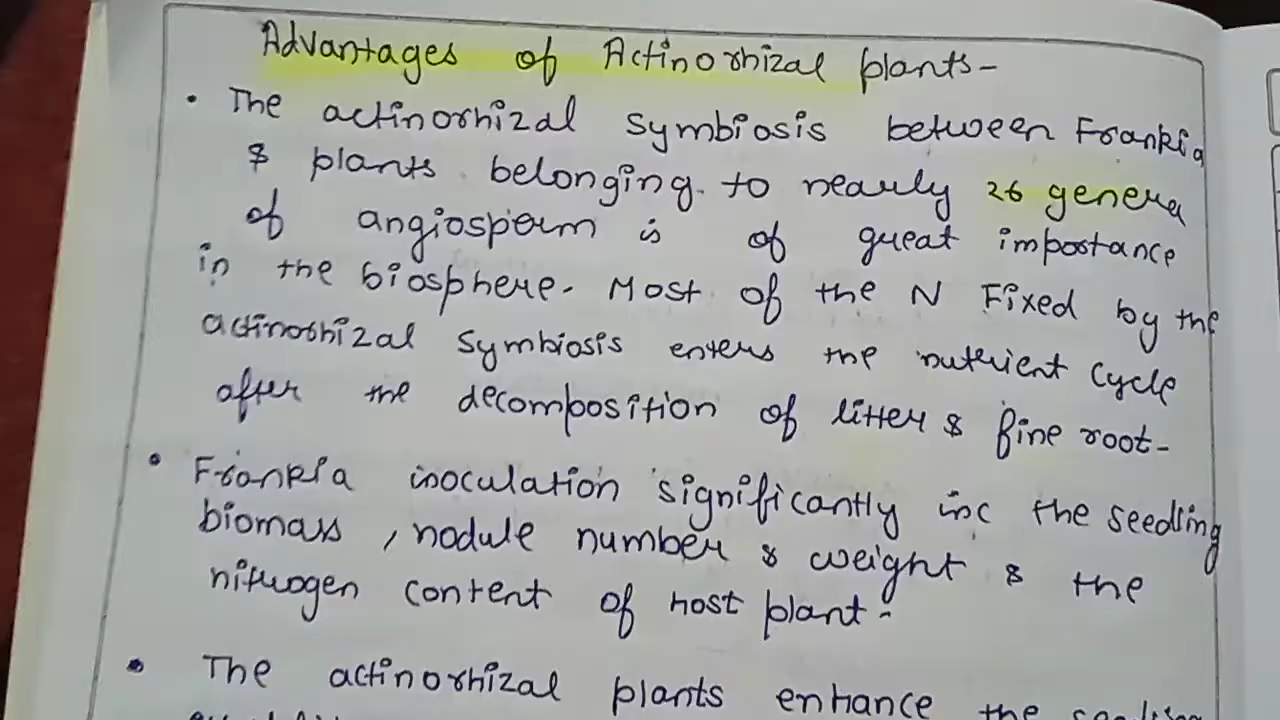 Advantages of Actinorhizal plants-
• The actinorhizal symbiosis between Frankia
& plants belonging to nearly 26 genera
of angiosperm is of great importance
in the biosphere. Most of the N Fixed by the
actinorhizal symbiosis enters the nutrient cycle
after the decomposition of litter & fine root-
• Frankia inoculation significantly inc the seedling
biomass, nodule number & weight & the
nitrogen content of host plant-
• The actinorhizal plants enhance the